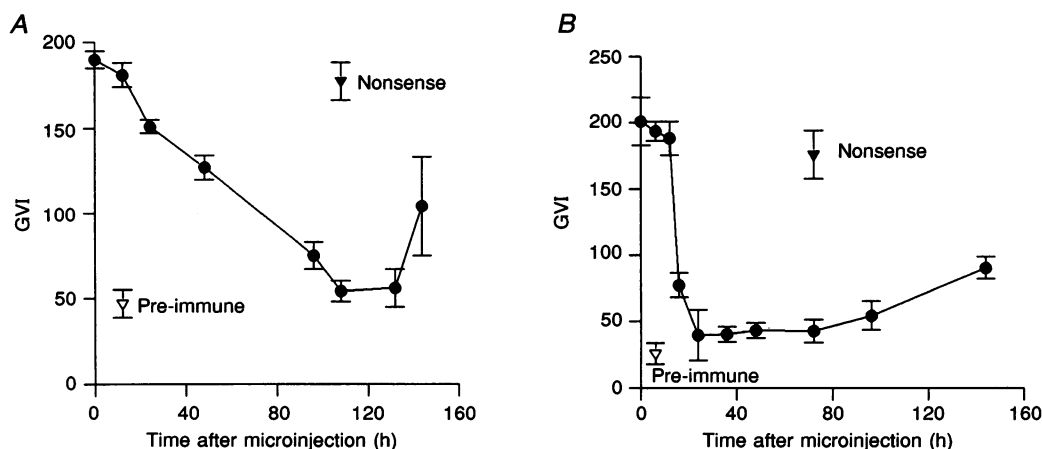 A
200
150
100
50
0
GVI
Nonsense
Pre-immune
0 40 80 120 160
Time after microinjection (h)
B
250
200
150
100
50
0
GVI
Nonsense
Pre-immune
0 40 80 120 160
Time after microinjection (h)